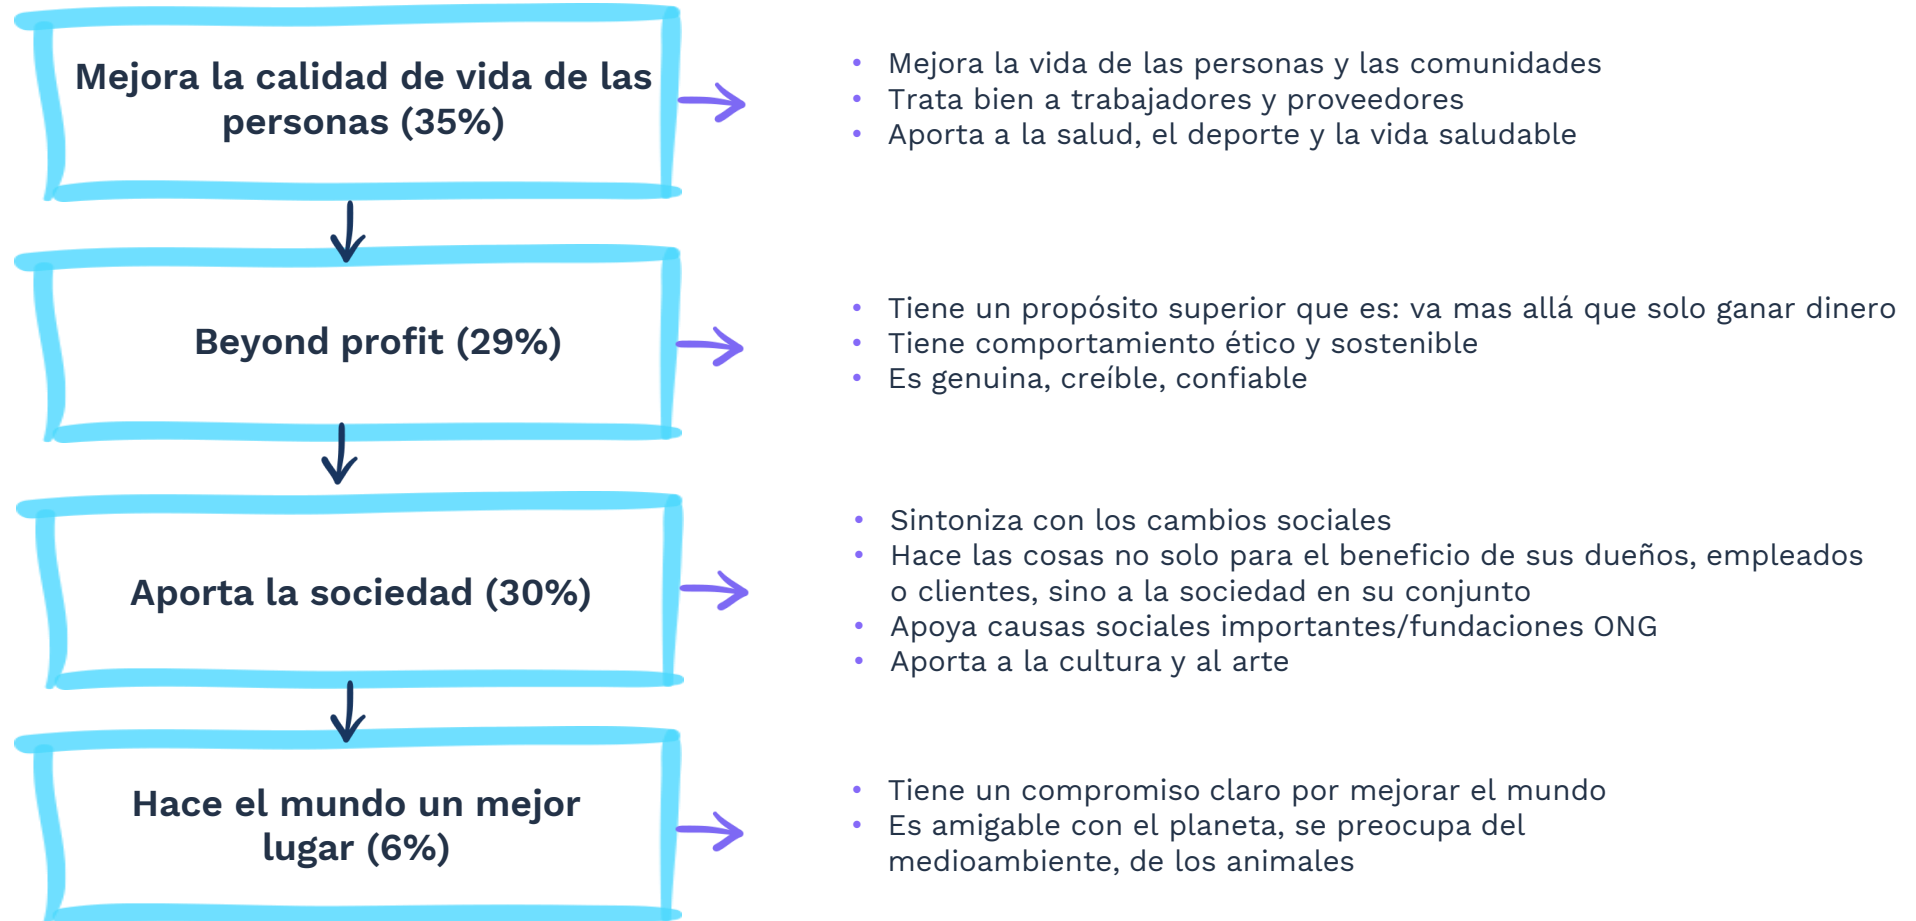 Mejora la calidad de vida de las
personas (35%)
• Mejora la vida de las personas y las comunidades
• Trata bien a trabajadores y proveedores
• Aporta a la salud, el deporte y la vida saludable
Beyond profit (29%)
• Tiene un propósito superior que es: va mas allá que solo ganar dinero
• Tiene comportamiento ético y sostenible
• Es genuina, creíble, confiable
Aporta la sociedad (30%)
• Sintoniza con los cambios sociales
• Hace las cosas no solo para el beneficio de sus dueños, empleados
o clientes, sino a la sociedad en su conjunto
• Apoya causas sociales importantes/fundaciones ONG
• Aporta a la cultura y al arte
Hace el mundo un mejor
lugar (6%)
• Tiene un compromiso claro por mejorar el mundo
• Es amigable con el planeta, se preocupa del
medioambiente, de los animales